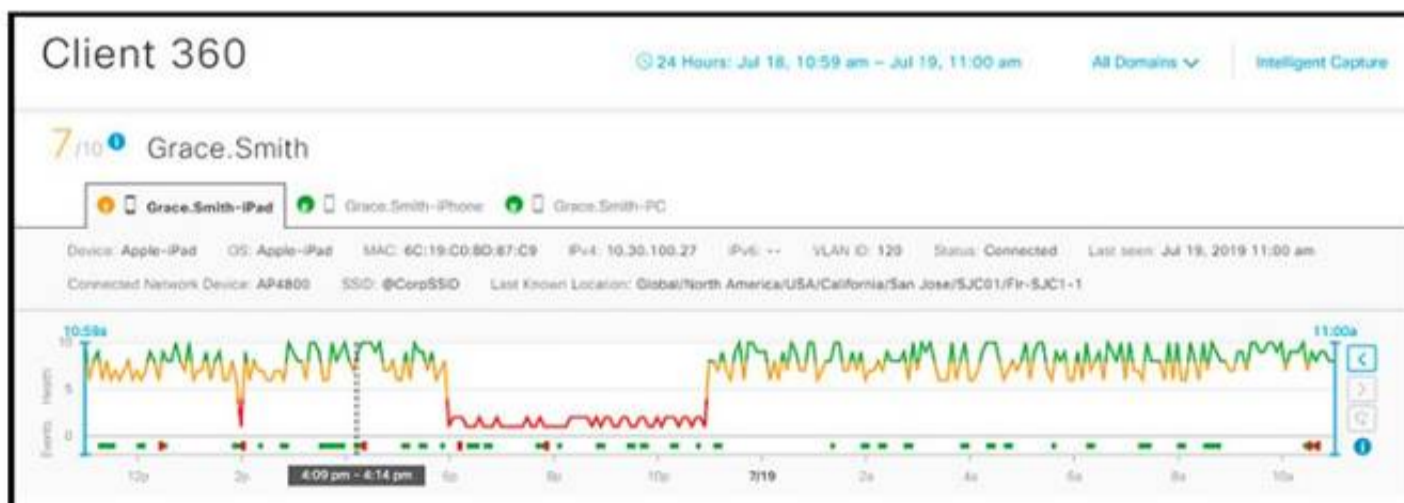 Client 360
24 Hours: Jul 18, 10:59 am – Jul 19, 11:00 am
All Domains
Intelligent Capture
7/10 Grace.Smith
Grace.Smith-iPad Grace.Smith-iPhone Grace.Smith-PC
Device: Apple-iPad OS: Apple-iPad MAC: 6C:19:C0:BD:87:C9 IPv4: 10.30.100.27 IPv6: -- VLAN ID: 120 Status: Connected Last seen: Jul 19, 2019 11:00 am
Connected Network Device: AP4800 SSID: @CorpSSID Last Known Location: Global/North America/USA/California/San Jose/SJC01/Flr-SJC1-1
10:59a 11:00a
10
5
0
Health
Events
12p 2p 4:09 pm - 4:14 pm 6p 8p 10p 7/19 2a 4a 6a 8a 10a